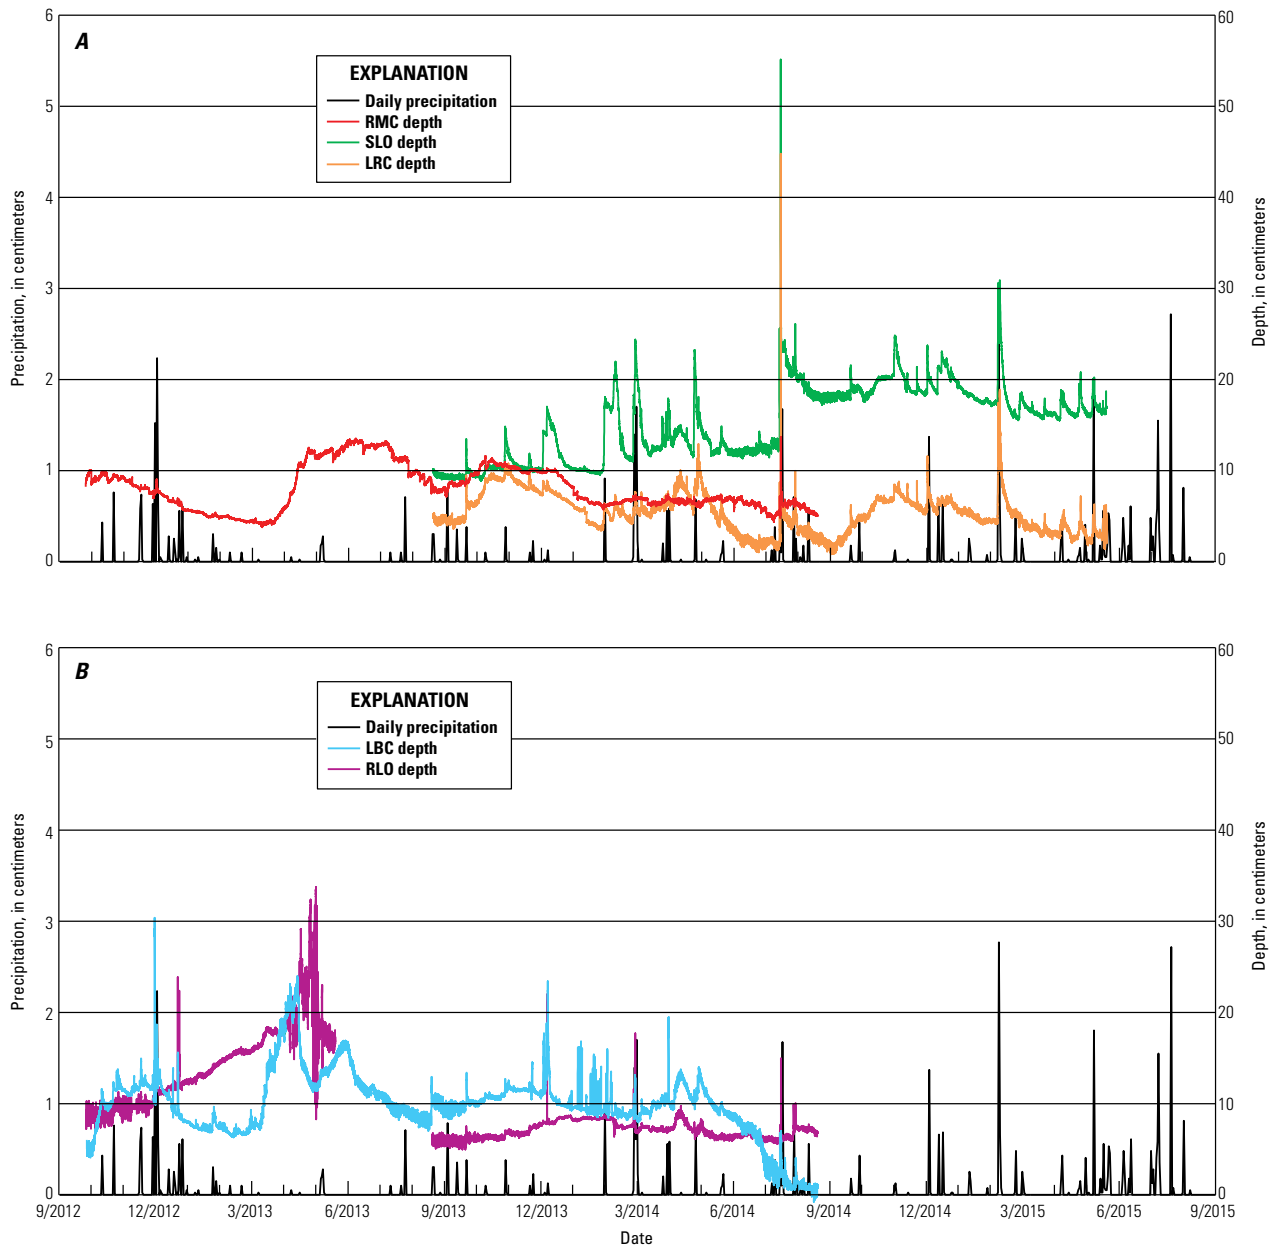 A
EXPLANATION
Daily precipitation
RMC depth
SLO depth
LRC depth
6
5
4
3
2
1
0
60
50
40
30
20
10
0
Precipitation, in centimeters
Depth, in centimeters
B
EXPLANATION
Daily precipitation
LBC depth
RLO depth
6
5
4
3
2
1
0
60
50
40
30
20
10
0
Precipitation, in centimeters
Depth, in centimeters
9/2012 12/2012 3/2013 6/2013 9/2013 12/2013 3/2014 6/2014 9/2014 12/2014 3/2015 6/2015 9/2015
Date